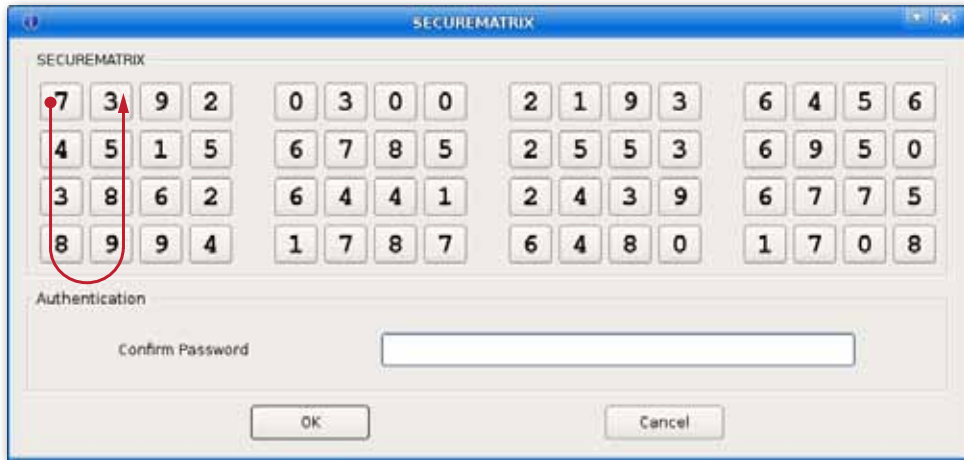 SECUREMATRIX
SECUREMATRIX
7 3 9 2 0 3 0 0 2 1 9 3 6 4 5 6
4 5 1 5 6 7 8 5 2 5 5 3 6 9 5 0
3 8 6 2 6 4 4 1 2 4 3 9 6 7 7 5
8 9 9 4 1 7 8 7 6 4 8 0 1 7 0 8
Authentication
Confirm Password
OK Cancel